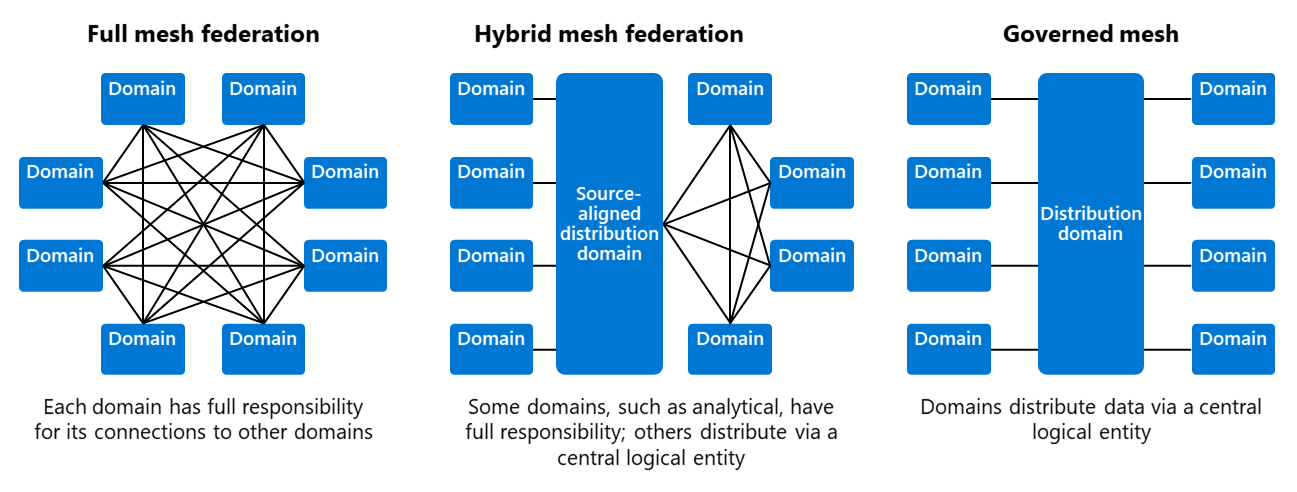 Full mesh federation
Domain
Domain
Domain
Domain
Domain
Domain
Domain
Domain
Each domain has full responsibility
for its connections to other domains
Hybrid mesh federation
Domain
Domain
Domain
Domain
Source-
aligned
distribution
domain
Domain
Domain
Domain
Domain
Some domains, such as analytical, have
full responsibility; others distribute via a
central logical entity
Governed mesh
Domain
Domain
Domain
Domain
Distribution
domain
Domain
Domain
Domain
Domain
Domains distribute data via a central
logical entity